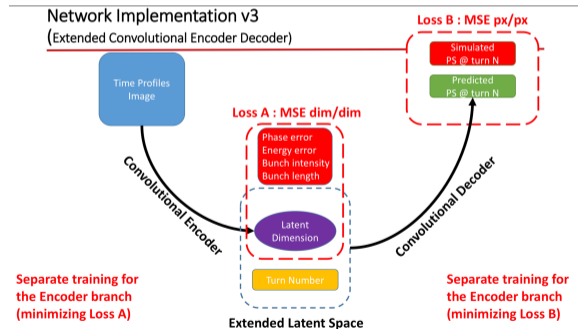 Network Implementation v3
(Extended Convolutional Encoder Decoder)
Loss B : MSE px/px
Simulated
PS @ turn N
Predicted
PS @ turn N
Time Profiles
Image
Loss A : MSE dim/dim
Phase error
Energy error
Bunch intensity
Bunch length
Convolutional Encoder
Convolutional Decoder
Latent
Dimension
Turn Number
Separate training for
the Encoder branch
(minimizing Loss A)
Separate training for
the Encoder branch
(minimizing Loss B)
Extended Latent Space